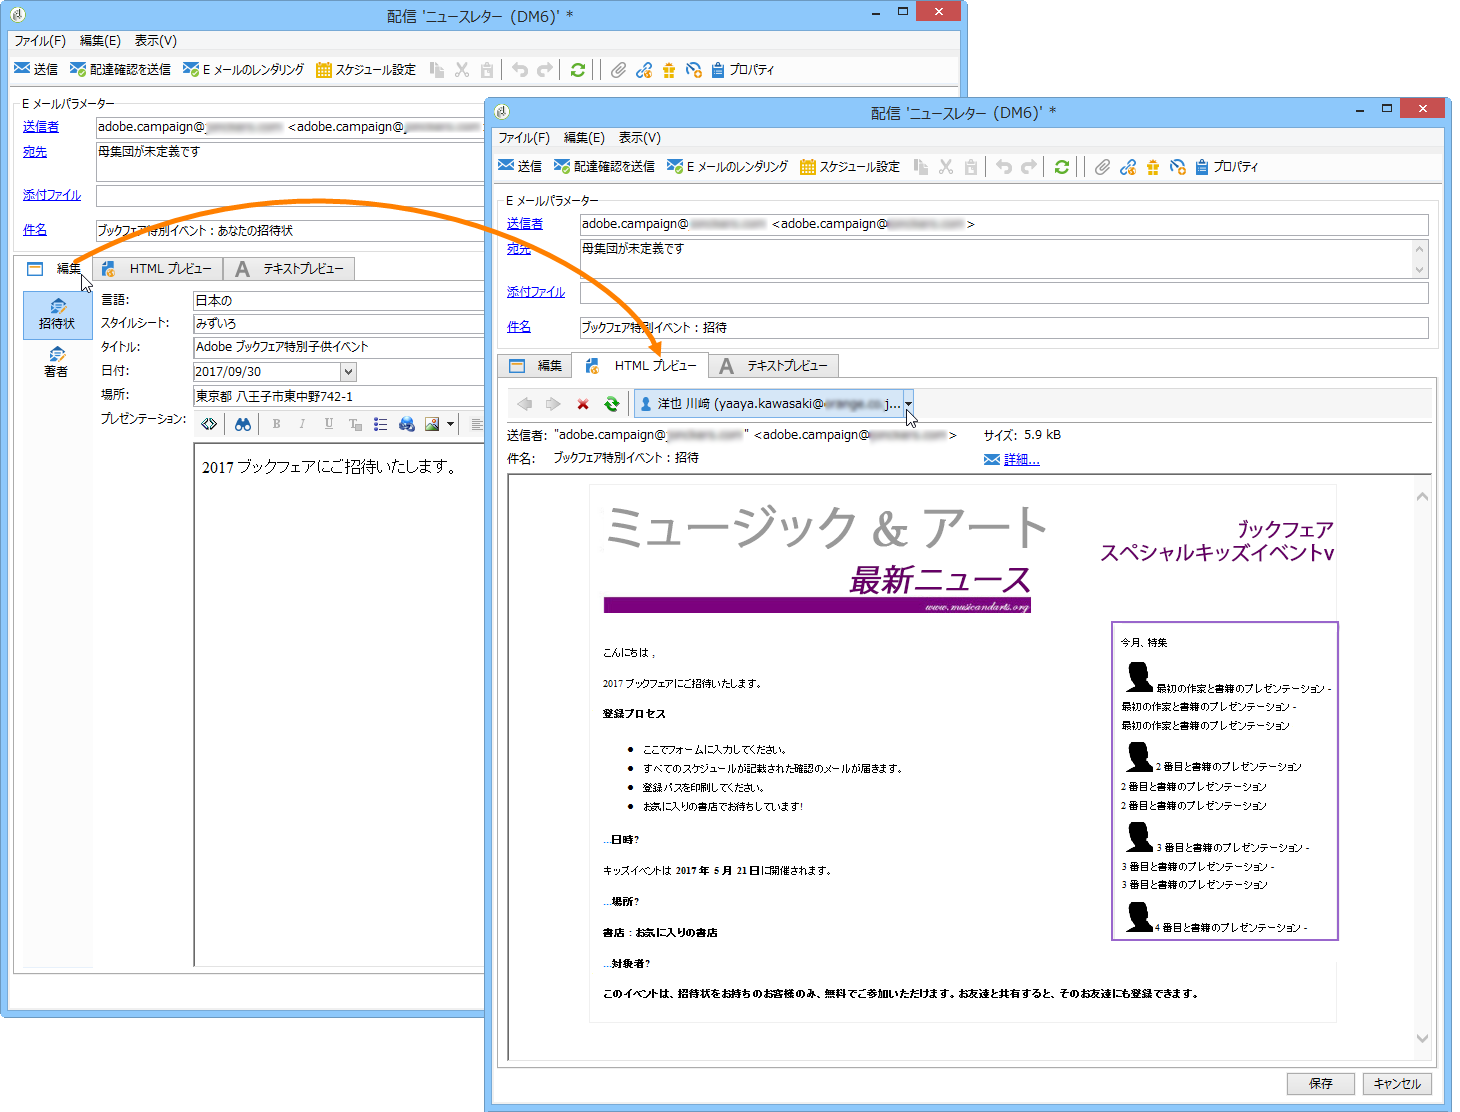 配信 'ニュースレター (DM6)' *
ファイル(F) 編集(E) 表示(V)
送信 配達確認を送信 E メールのレンダリング スケジュール設定 プロパティ
E メールパラメーター
送信者 adobe.campaign@ <adobe.campaign@
宛先 母集団が未定義です
添付ファイル
件名 ブックフェア特別イベント : あなたの招待状
編集 HTML プレビュー A テキストプレビュー
招待状
著者
言語: 日本の
スタイルシート: みずいろ
タイトル: Adobe ブックフェア特別子供イベント
日付: 2017/09/30
場所: 東京都 八王子市東中野742-1
プレゼンテーション: B I U
2017 ブックフェアにご招待いたします。
配信 'ニュースレター (DM6)' *
ファイル(F) 編集(E) 表示(V)
送信 配達確認を送信 E メールのレンダリング スケジュール設定 プロパティ
E メールパラメーター
送信者 adobe.campaign@ <adobe.campaign@ >
宛先 母集団が未定義です
添付ファイル
件名 ブックフェア特別イベント : 招待
編集 HTML プレビュー A テキストプレビュー
洋也 川﨑 (yaaya.kawasaki@ j...
送信者: "adobe.campaign@ " <adobe.campaign@ > サイズ: 5.9 kB
件名: ブックフェア特別イベント : 招待 詳細...
ミュージック & アート
最新ニュース
www.musicandarts.org
ブックフェア
スペシャルキッズイベントv
こんにちは ,
2017 ブックフェアにご招待いたします。
登録プロセス
• ここでフォームに入力してください。
• すべてのスケジュールが記載された確認のメールが届きます。
• 登録パスを印刷してください。
• お気に入りの書店でお待ちしています!
...日時?
キッズイベントは 2017 年 5 月 21 日に開催されます。
...場所?
書店 : お気に入りの書店
...対象者?
このイベントは、招待状をお持ちのお客様のみ、無料でご参加いただけます。お友達と共有すると、そのお友達にも登録できます。
今月、特集
最初の作家と書籍のプレゼンテーション -
最初の作家と書籍のプレゼンテーション -
最初の作家と書籍のプレゼンテーション
2 番目と書籍のプレゼンテーション
2 番目と書籍のプレゼンテーション
2 番目と書籍のプレゼンテーション
3 番目と書籍のプレゼンテーション -
3 番目と書籍のプレゼンテーション -
3 番目と書籍のプレゼンテーション
4 番目と書籍のプレゼンテーション -
保存 キャンセル